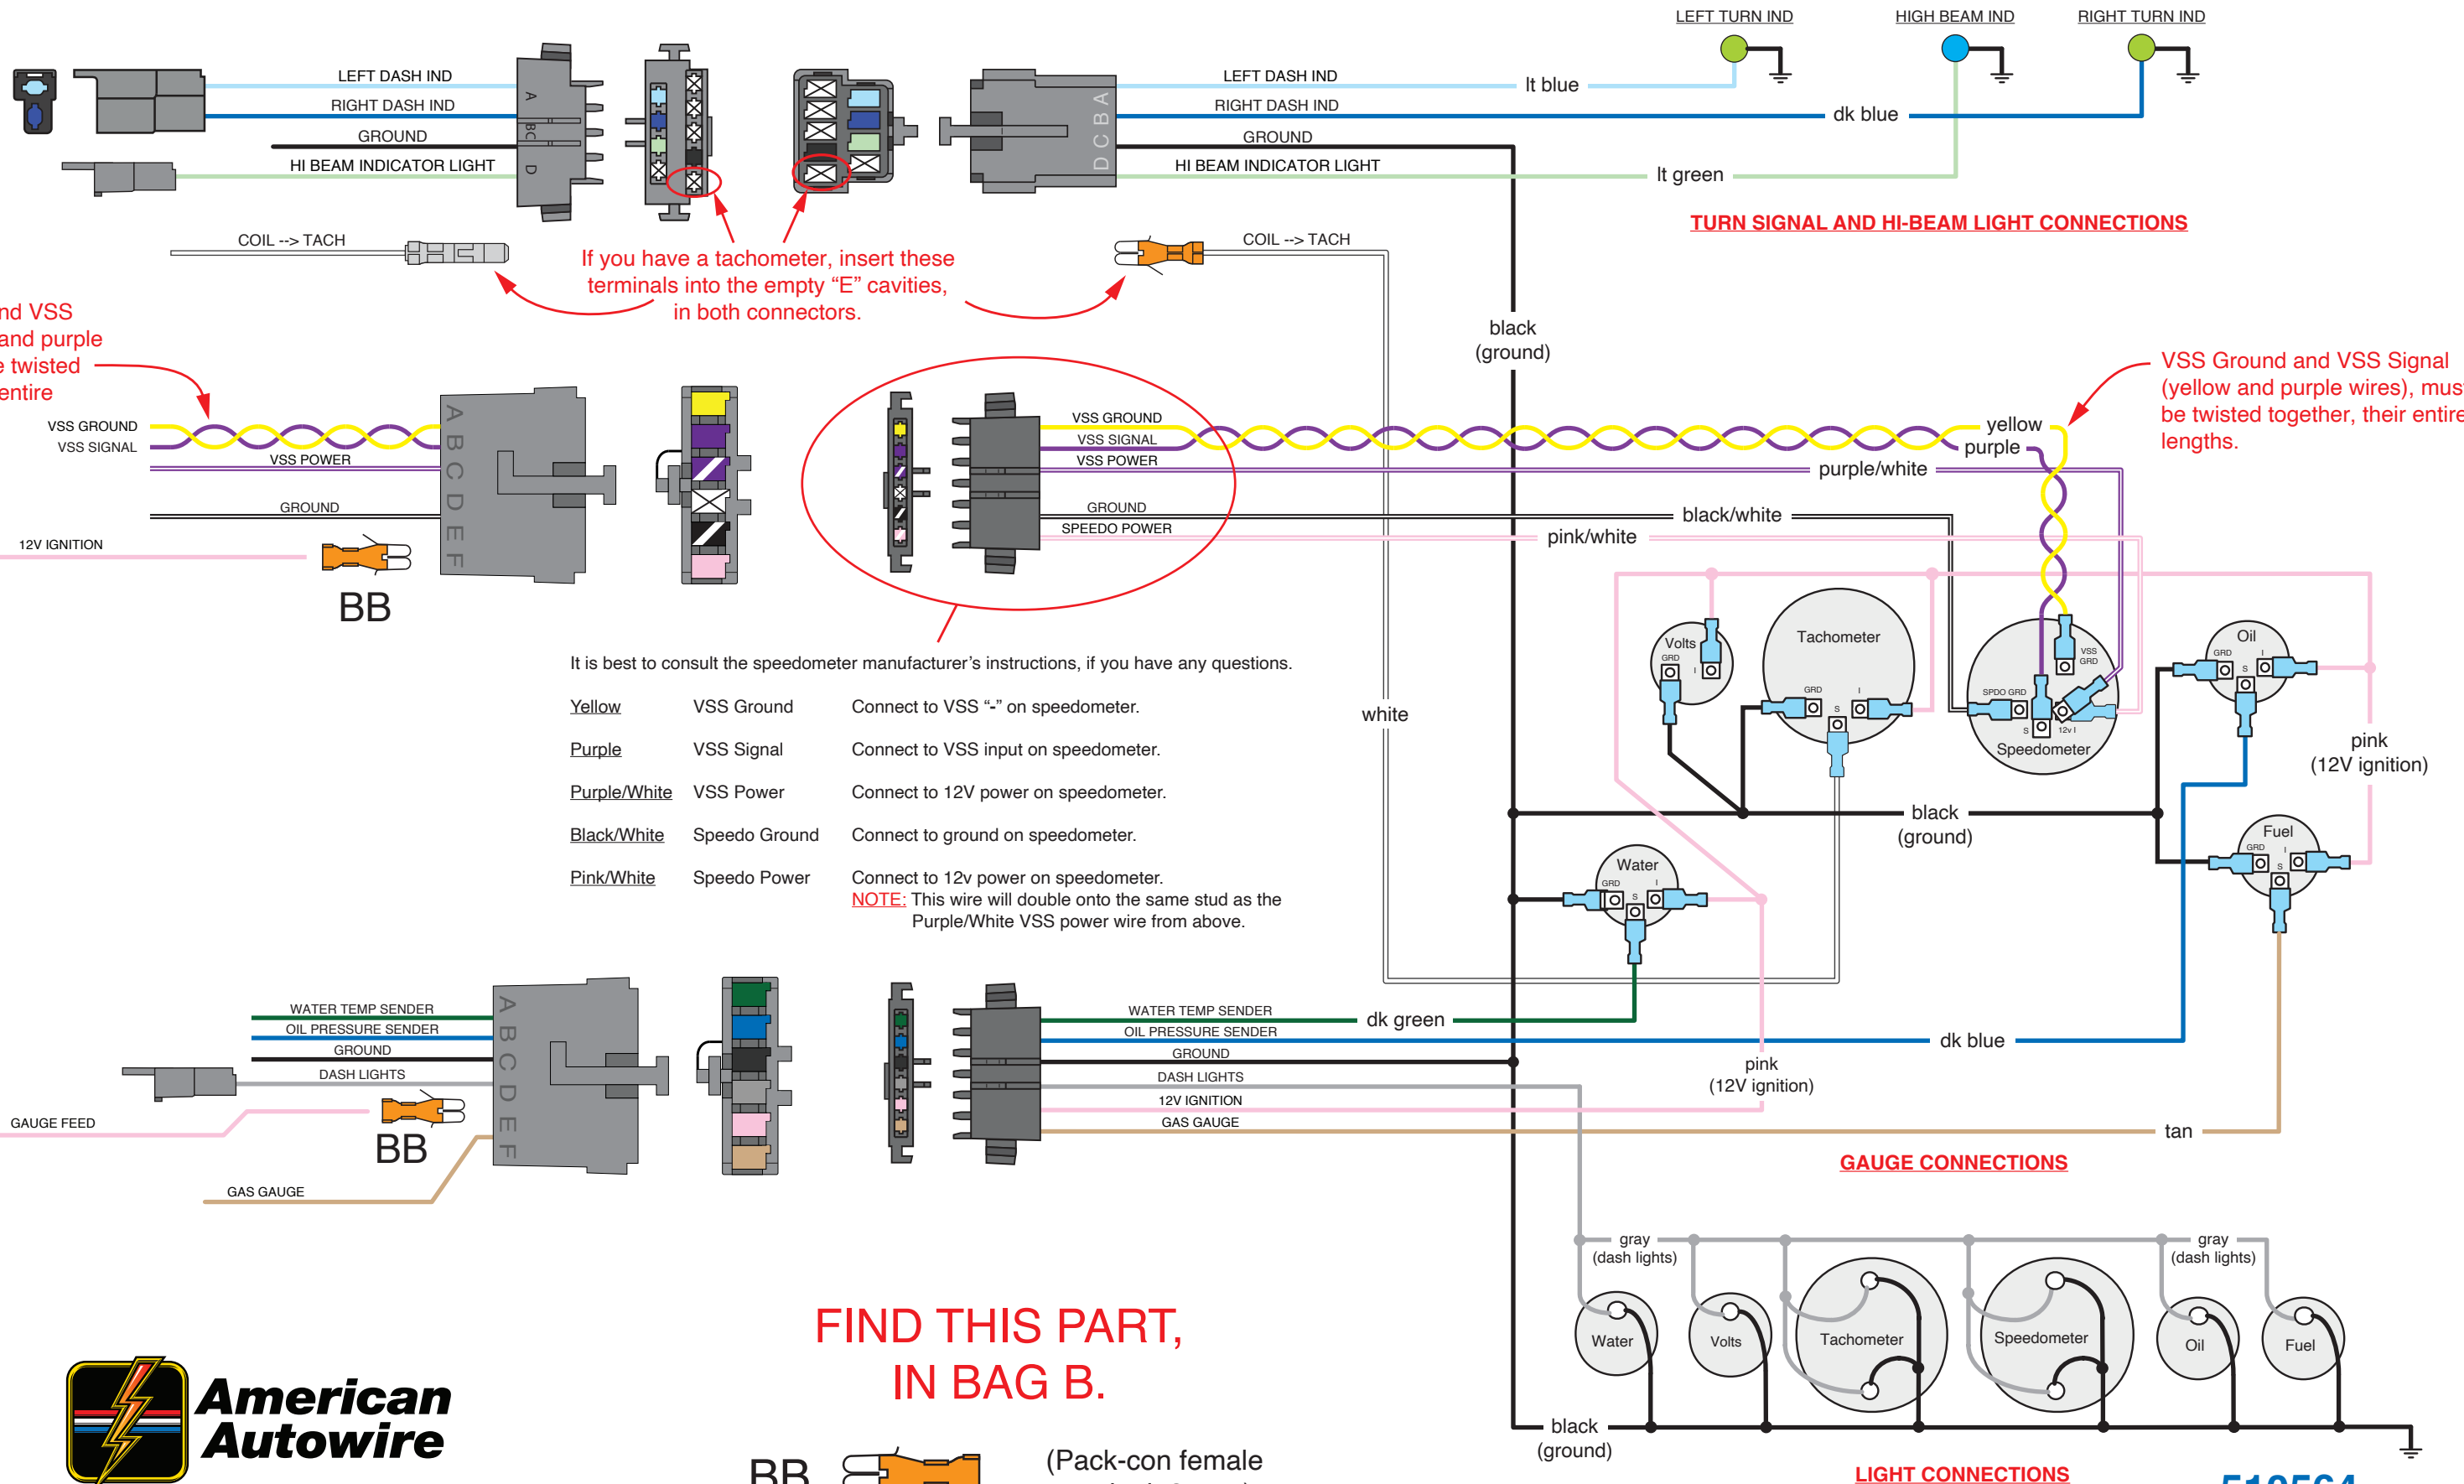 LEFT TURN IND
HIGH BEAM IND
RIGHT TURN IND
LEFT DASH IND
RIGHT DASH IND
GROUND
HI BEAM INDICATOR LIGHT
A
BC
D
D C B A
LEFT DASH IND
RIGHT DASH IND
GROUND
HI BEAM INDICATOR LIGHT
lt blue
dk blue
lt green
TURN SIGNAL AND HI-BEAM LIGHT CONNECTIONS
COIL --> TACH
If you have a tachometer, insert these
terminals into the empty “E” cavities,
in both connectors.
COIL --> TACH
black
(ground)
nd VSS
and purple
e twisted
entire
VSS GROUND
VSS SIGNAL
VSS POWER
GROUND
12V IGNITION
BB
A B C D E F
VSS GROUND
VSS SIGNAL
VSS POWER
GROUND
SPEEDO POWER
yellow
purple
purple/white
black/white
pink/white
VSS Ground and VSS Signal
(yellow and purple wires), mus
be twisted together, their entire
lengths.
It is best to consult the speedometer manufacturer’s instructions, if you have any questions.
Yellow VSS Ground Connect to VSS “-” on speedometer.
Purple VSS Signal Connect to VSS input on speedometer.
Purple/White VSS Power Connect to 12V power on speedometer.
Black/White Speedo Ground Connect to ground on speedometer.
Pink/White Speedo Power Connect to 12v power on speedometer.
NOTE: This wire will double onto the same stud as the
Purple/White VSS power wire from above.
white
Volts
GRD
I
Tachometer
GRD
S
I
VSS
GRD
SPDO GRD
S
12v I
Speedometer
Oil
GRD
S
I
pink
(12V ignition)
black
(ground)
Fuel
GRD
S
I
Water
GRD
S
I
WATER TEMP SENDER
OIL PRESSURE SENDER
GROUND
DASH LIGHTS
GAUGE FEED
BB
GAS GAUGE
A B C D E F
WATER TEMP SENDER
OIL PRESSURE SENDER
GROUND
DASH LIGHTS
12V IGNITION
GAS GAUGE
dk green
dk blue
pink
(12V ignition)
tan
GAUGE CONNECTIONS
gray
(dash lights)
gray
(dash lights)
Water
Volts
Tachometer
Speedometer
Oil
Fuel
black
(ground)
LIGHT CONNECTIONS
FIND THIS PART,
IN BAG B.
American
Autowire
BB
(Pack-con female
510564